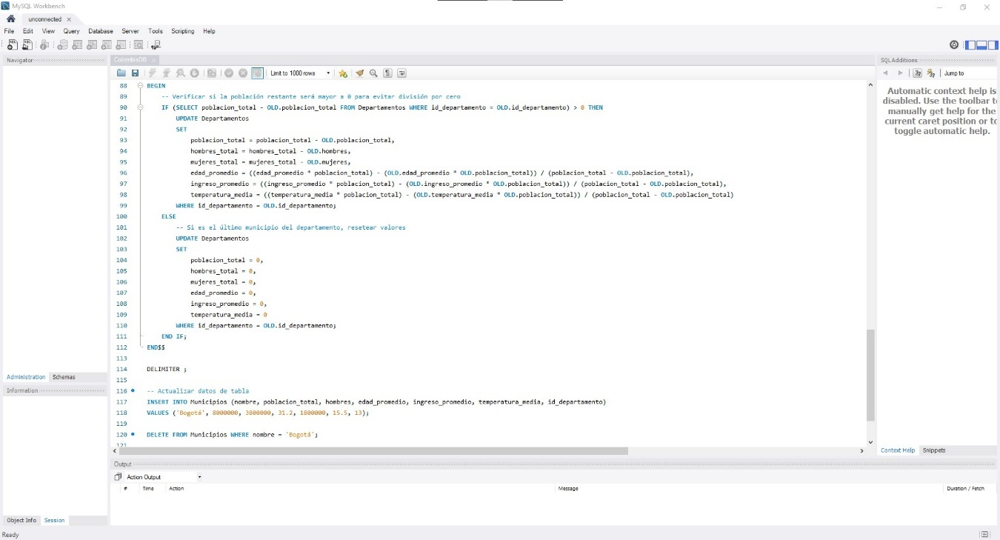 MySQL Workbench
unconnected
File Edit View Query Database Server Tools Scripting Help
Navigator
ColombiaDB
SQLAdditions
Limit to 1000 rows
Jump to
88 BEGIN
89 -- Verificar si la población restante será mayor a 0 para evitar división por cero
90 IF (SELECT poblacion_total - OLD.poblacion_total FROM Departamentos WHERE id_departamento = OLD.id_departamento) > 0 THEN
91 UPDATE Departamentos
92 SET
93 poblacion_total = poblacion_total - OLD.poblacion_total,
94 hombres_total = hombres_total - OLD.hombres,
95 mujeres_total = mujeres_total - OLD.mujeres,
96 edad_promedio = ((edad_promedio * poblacion_total) - (OLD.edad_promedio * OLD.poblacion_total)) / (poblacion_total - OLD.poblacion_total),
97 ingreso_promedio = ((ingreso_promedio * poblacion_total) - (OLD.ingreso_promedio * OLD.poblacion_total)) / (poblacion_total - OLD.poblacion_total),
98 temperatura_media = ((temperatura_media * poblacion_total) - (OLD.temperatura_media * OLD.poblacion_total)) / (poblacion_total - OLD.poblacion_total)
99 WHERE id_departamento = OLD.id_departamento;
100 ELSE
101 -- Si es el último municipio del departamento, resetear valores
102 UPDATE Departamentos
103 SET
104 poblacion_total = 0,
105 hombres_total = 0,
106 mujeres_total = 0,
107 edad_promedio = 0,
108 ingreso_promedio = 0,
109 temperatura_media = 0
110 WHERE id_departamento = OLD.id_departamento;
111 END IF;
112 END$$
113
114 DELIMITER ;
115
116 -- Actualizar datos de tabla
117 INSERT INTO Municipios (nombre, poblacion_total, hombres, edad_promedio, ingreso_promedio, temperatura_media, id_departamento)
118 VALUES ('Bogotá', 8000000, 3800000, 31.2, 1800000, 15.5, 13);
119
120 DELETE FROM Municipios WHERE nombre = 'Bogotá';
121
Automatic context help is
disabled. Use the toolbar to
manually get help for the
current caret position or to
toggle automatic help.
Administration Schemas
Information
Context Help Snippets
Output
Action Output
# Time Action Message Duration / Fetch
Object Info Session
Ready